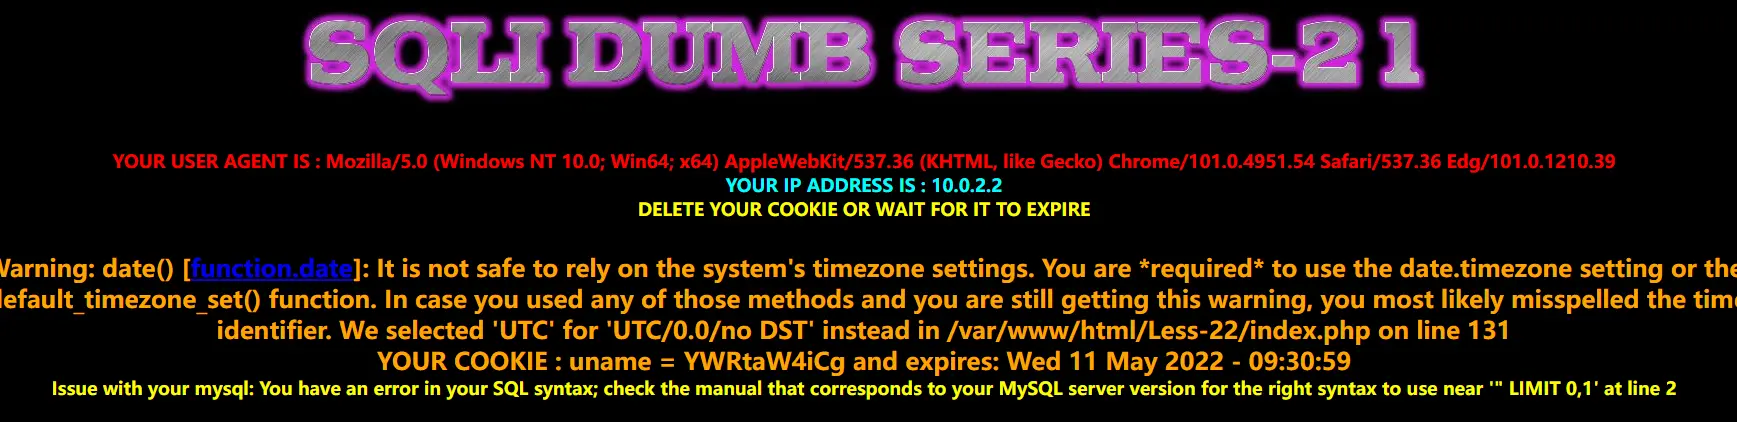 SQLI DUMB SERIES-21
YOUR USER AGENT IS : Mozilla/5.0 (Windows NT 10.0; Win64; x64) AppleWebKit/537.36 (KHTML, like Gecko) Chrome/101.0.4951.54 Safari/537.36 Edg/101.0.1210.39
YOUR IP ADDRESS IS : 10.0.2.2
DELETE YOUR COOKIE OR WAIT FOR IT TO EXPIRE
Warning: date() [function.date]: It is not safe to rely on the system's timezone settings. You are *required* to use the date.timezone setting or the
default_timezone_set() function. In case you used any of those methods and you are still getting this warning, you most likely misspelled the time
identifier. We selected 'UTC' for 'UTC/0.0/no DST' instead in /var/www/html/Less-22/index.php on line 131
YOUR COOKIE : uname = YWRtaW4iCg and expires: Wed 11 May 2022 - 09:30:59
Issue with your mysql: You have an error in your SQL syntax; check the manual that corresponds to your MySQL server version for the right syntax to use near '" LIMIT 0,1' at line 2